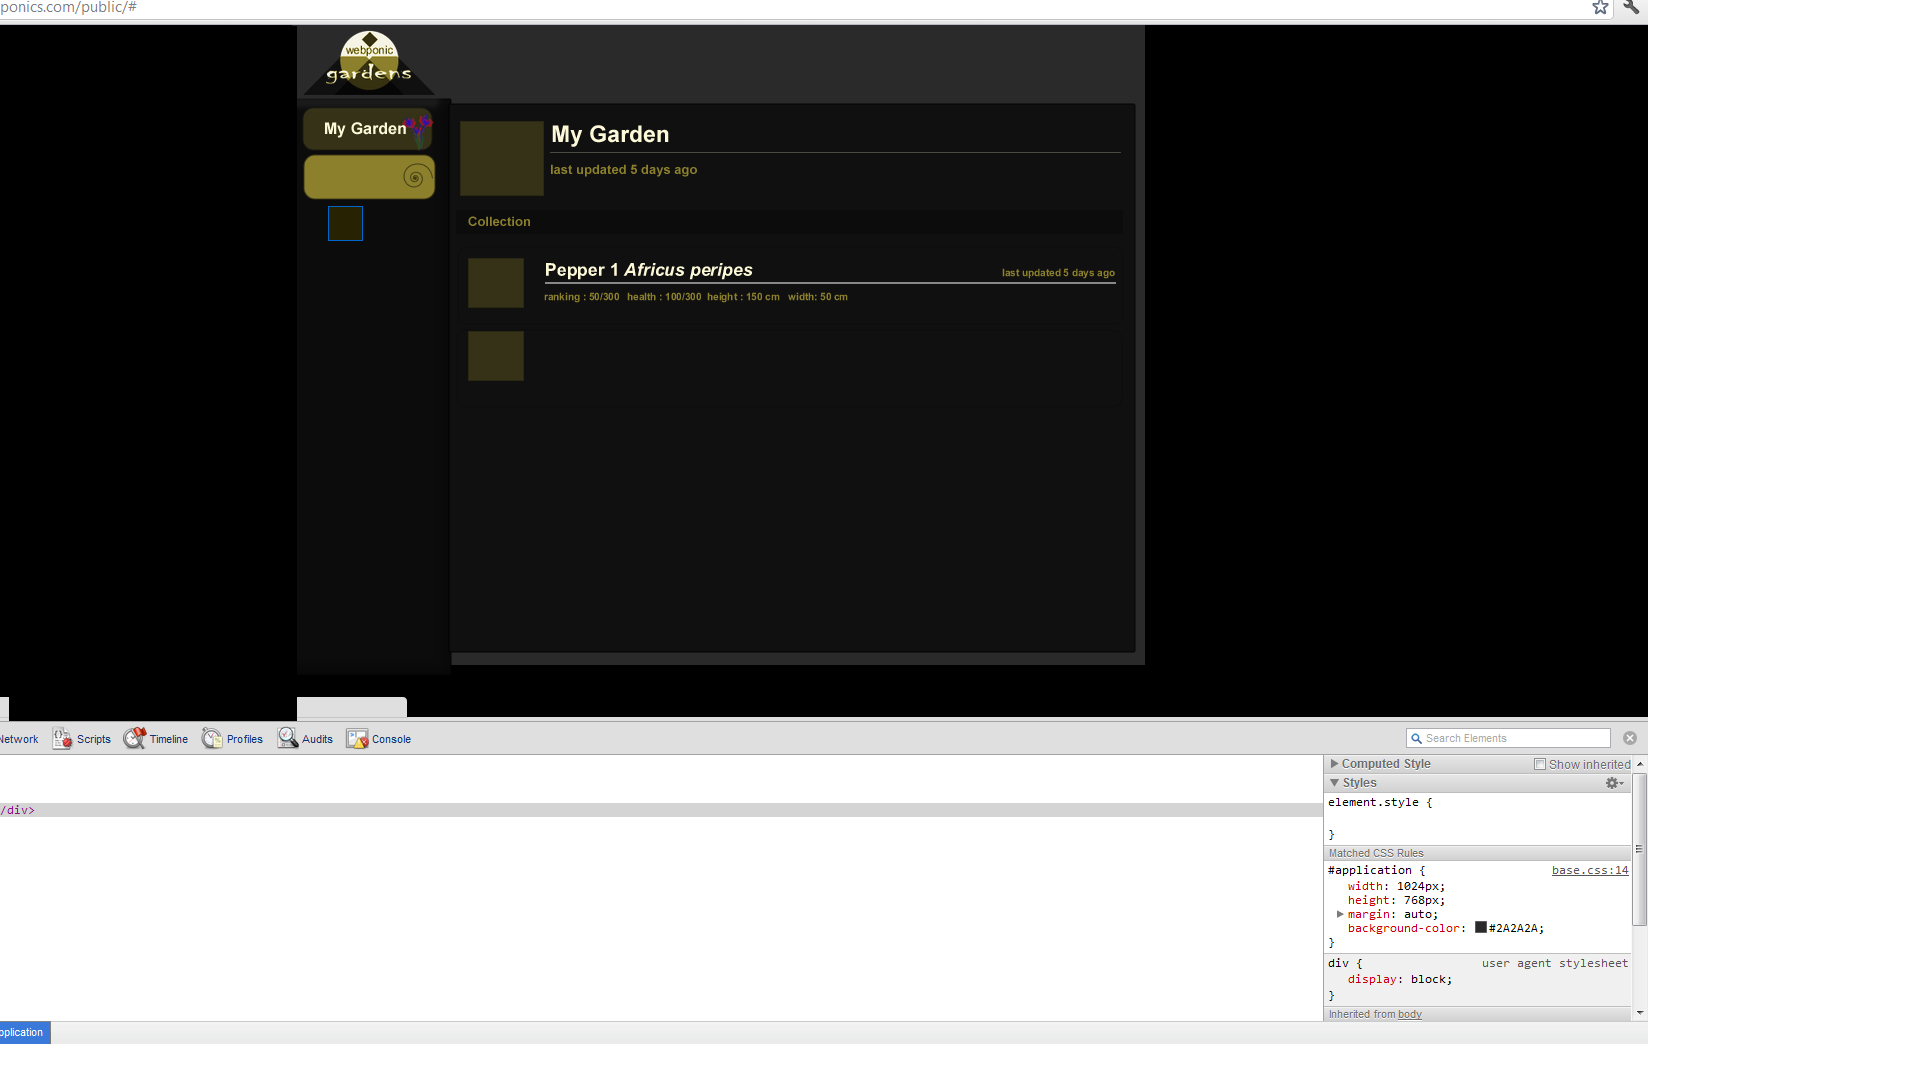 ponics.com/public/#
webponic
gardens
My Garden
My Garden
last updated 5 days ago
Collection
Pepper 1 Africus peripes
last updated 5 days ago
ranking : 50/300 health : 100/300 height : 150 cm width: 50 cm
Network Scripts Timeline Profiles Audits Console
Search Elements
Computed Style Show inherited
Styles
/div>
element.style {
}
Matched CSS Rules
#application { base.css:14
width: 1024px;
height: 768px;
margin: auto;
background-color: #2A2A2A;
}
div { user agent stylesheet
display: block;
}
Inherited from body
pplication